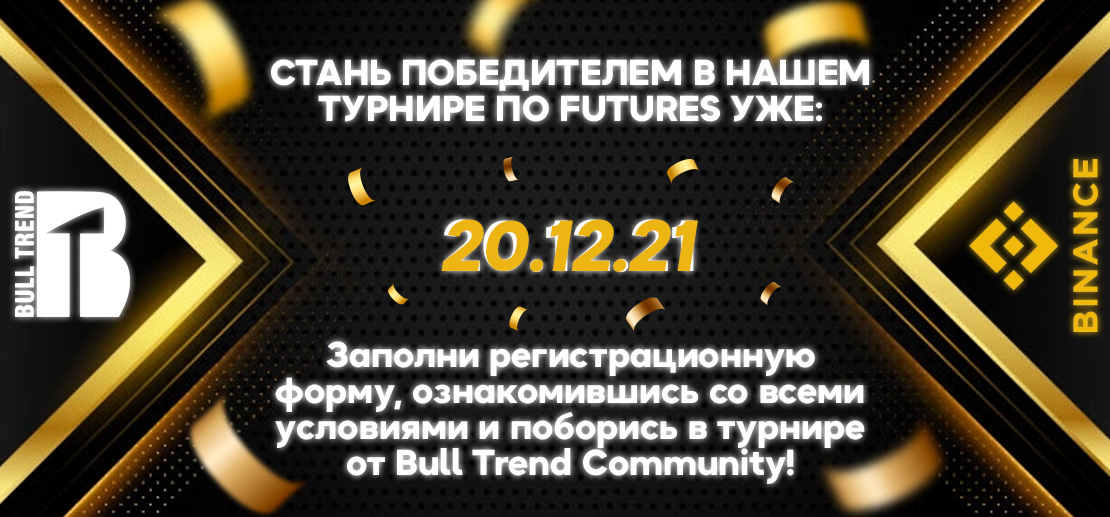 СТАНЬ ПОБЕДИТЕЛЕМ В НАШЕМ
ТУРНИРЕ ПО FUTURES УЖЕ:
20.12.21
Заполни регистрационную
форму, ознакомившись со всеми
условиями и поборись в турнире
от Bull Trend Community!
BULL TREND
BINANCE